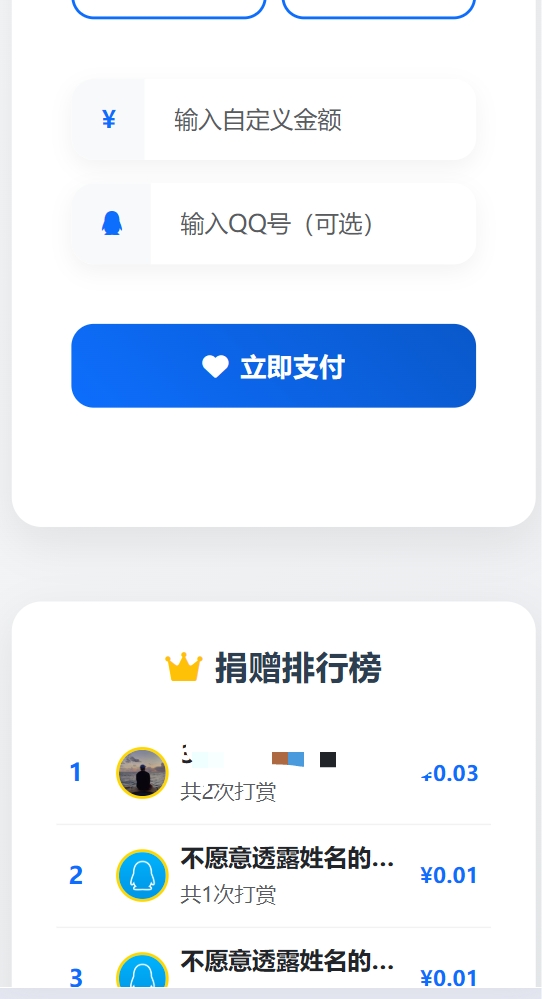 ¥
输入自定义金额
输入QQ号（可选）
立即支付
捐赠排行榜
1
共2次打赏
¥0.03
2
不愿意透露姓名的...
共1次打赏
¥0.01
3
不愿意透露姓名的...
¥0.01